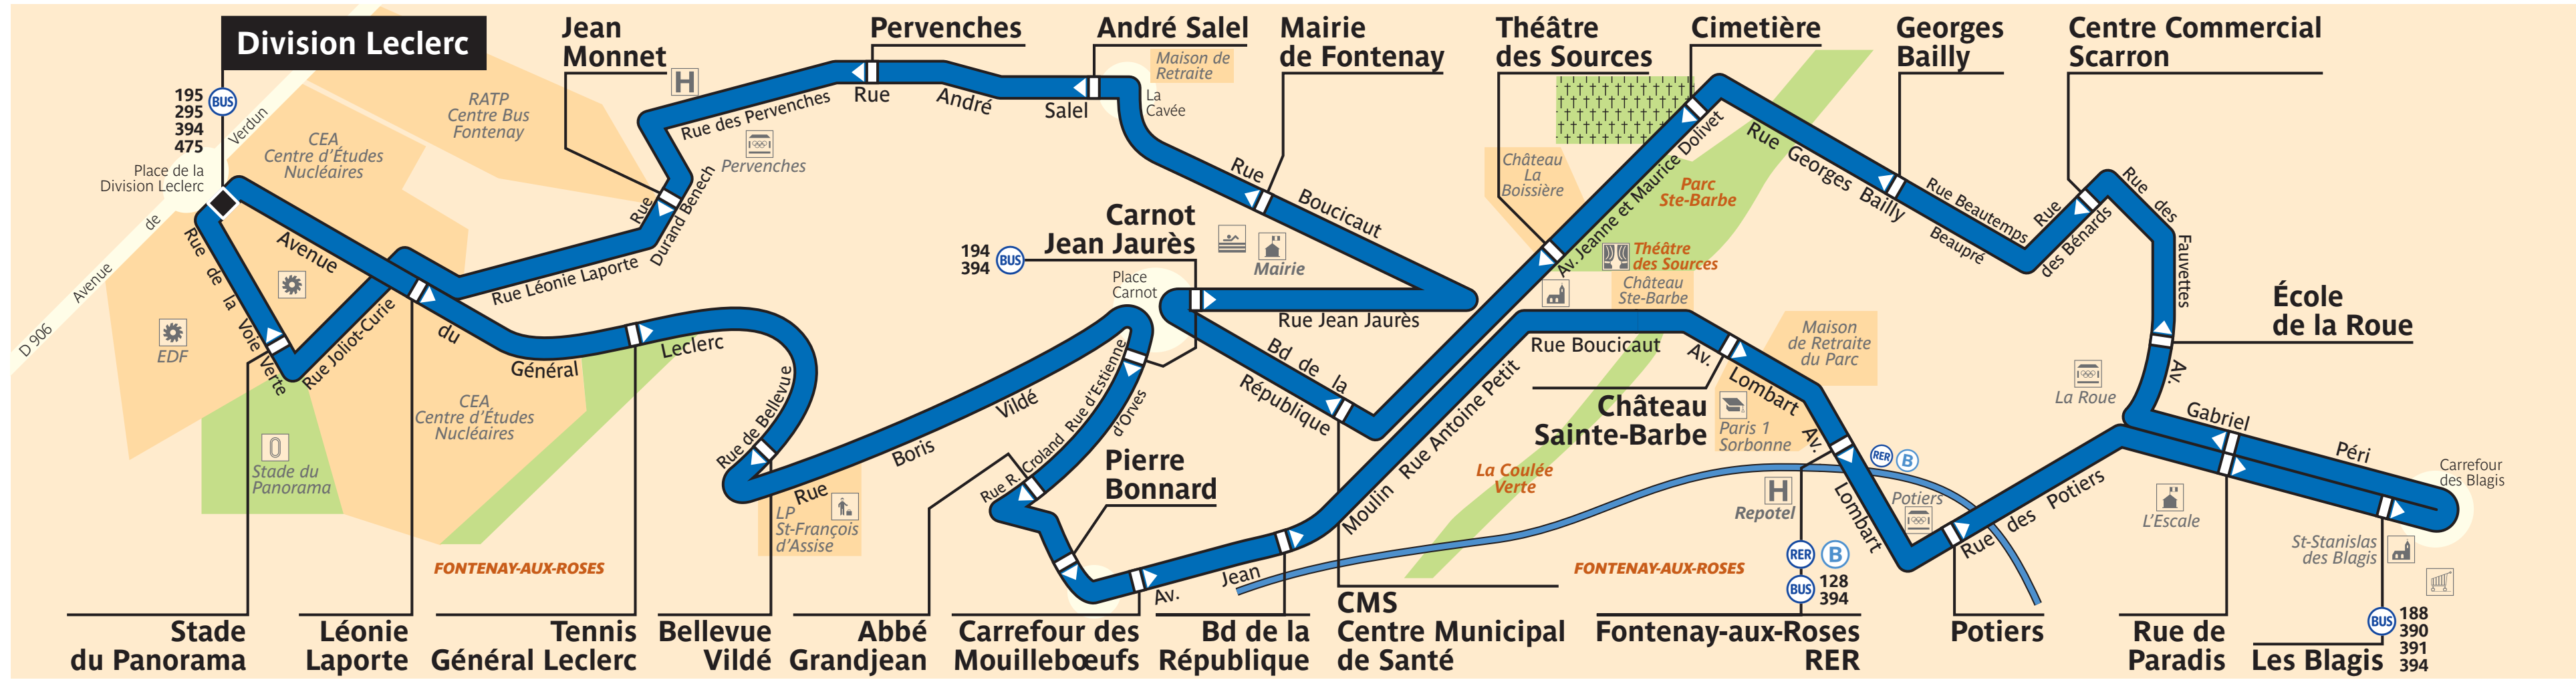 Division Leclerc
Jean
Monnet
Pervenches
André Salel
Mairie
de Fontenay
Théâtre
des Sources
Cimetière
Georges
Bailly
Centre Commercial
Scarron
195
295
394
475
BUS
Place de la
Division Leclerc
Avenue
de
Verdun
D 906
CEA
Centre d'Études
Nucléaires
RATP
Centre Bus
Fontenay
H
Rue des Pervenches
Pervenches
Rue
André
Salel
Maison de
Retraite
La
Cavée
Rue
Boucicaut
Mairie
Carnot
Jean Jaurès
194
394
BUS
Place
Carnot
Rue Jean Jaurès
Bd de la
République
Château
La
Boissière
Av. Jeanne et Maurice Dolivet
Parc
Ste-Barbe
Théâtre
des Sources
Château
Ste-Barbe
Rue Georges Bailly
Rue Beautemps
Beaupré
Rue
des Bénards
Rue des
Fauvettes
École
de la Roue
La Roue
Av.
Gabriel
Péri
Carrefour
des Blagis
Rue de la Voie Verte
Avenue
du
Général
Leclerc
Rue Joliot-Curie
Rue Léonie Laporte
Rue
Durand Benech
EDF
Stade du
Panorama
CEA
Centre d'Études
Nucléaires
Rue de Bellevue
Rue
Boris
Vildé
LP
St-François
d'Assise
Rue R. Croland
Rue d'Estienne
d'Orves
Pierre
Bonnard
Av.
Jean
Moulin
Rue Antoine Petit
Rue Boucicaut
Av.
Lombart
Château
Sainte-Barbe
Maison
de Retraite
du Parc
Paris 1
Sorbonne
La Coulée
Verte
Av.
Lombart
RER
B
H
Repotel
Potiers
Rue des Potiers
L'Escale
St-Stanislas
des Blagis
FONTENAY-AUX-ROSES
FONTENAY-AUX-ROSES
RER
B
BUS
128
394
BUS
188
390
391
394
Stade
du Panorama
Léonie
Laporte
Tennis
Général Leclerc
Bellevue
Vildé
Abbé
Grandjean
Carrefour des
Mouillebœufs
Bd de la
République
CMS
Centre Municipal
de Santé
Fontenay-aux-Roses
RER
Potiers
Rue de
Paradis
Les Blagis